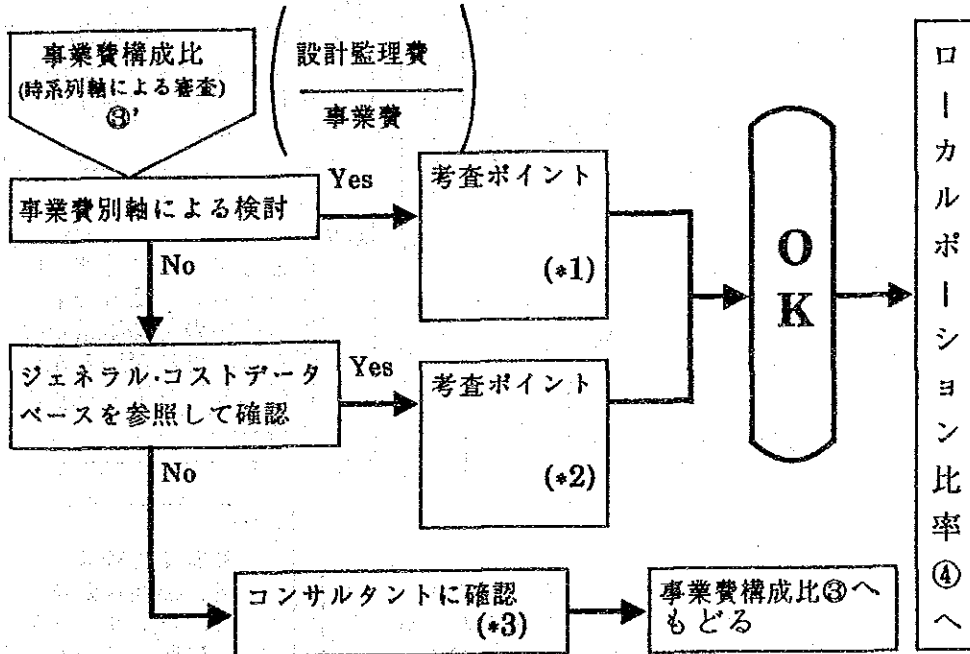 事業費構成比
(時系列軸による審査)
③'
設計監理費
事業費
事業費別軸による検討
Yes
考査ポイント
(*1)
No
ジェネラル・コストデータ
ベースを参照して確認
Yes
考査ポイント
(*2)
No
コンサルタントに確認
(*3)
事業費構成比③へ
もどる
OK
ローカルポーション比率④へ